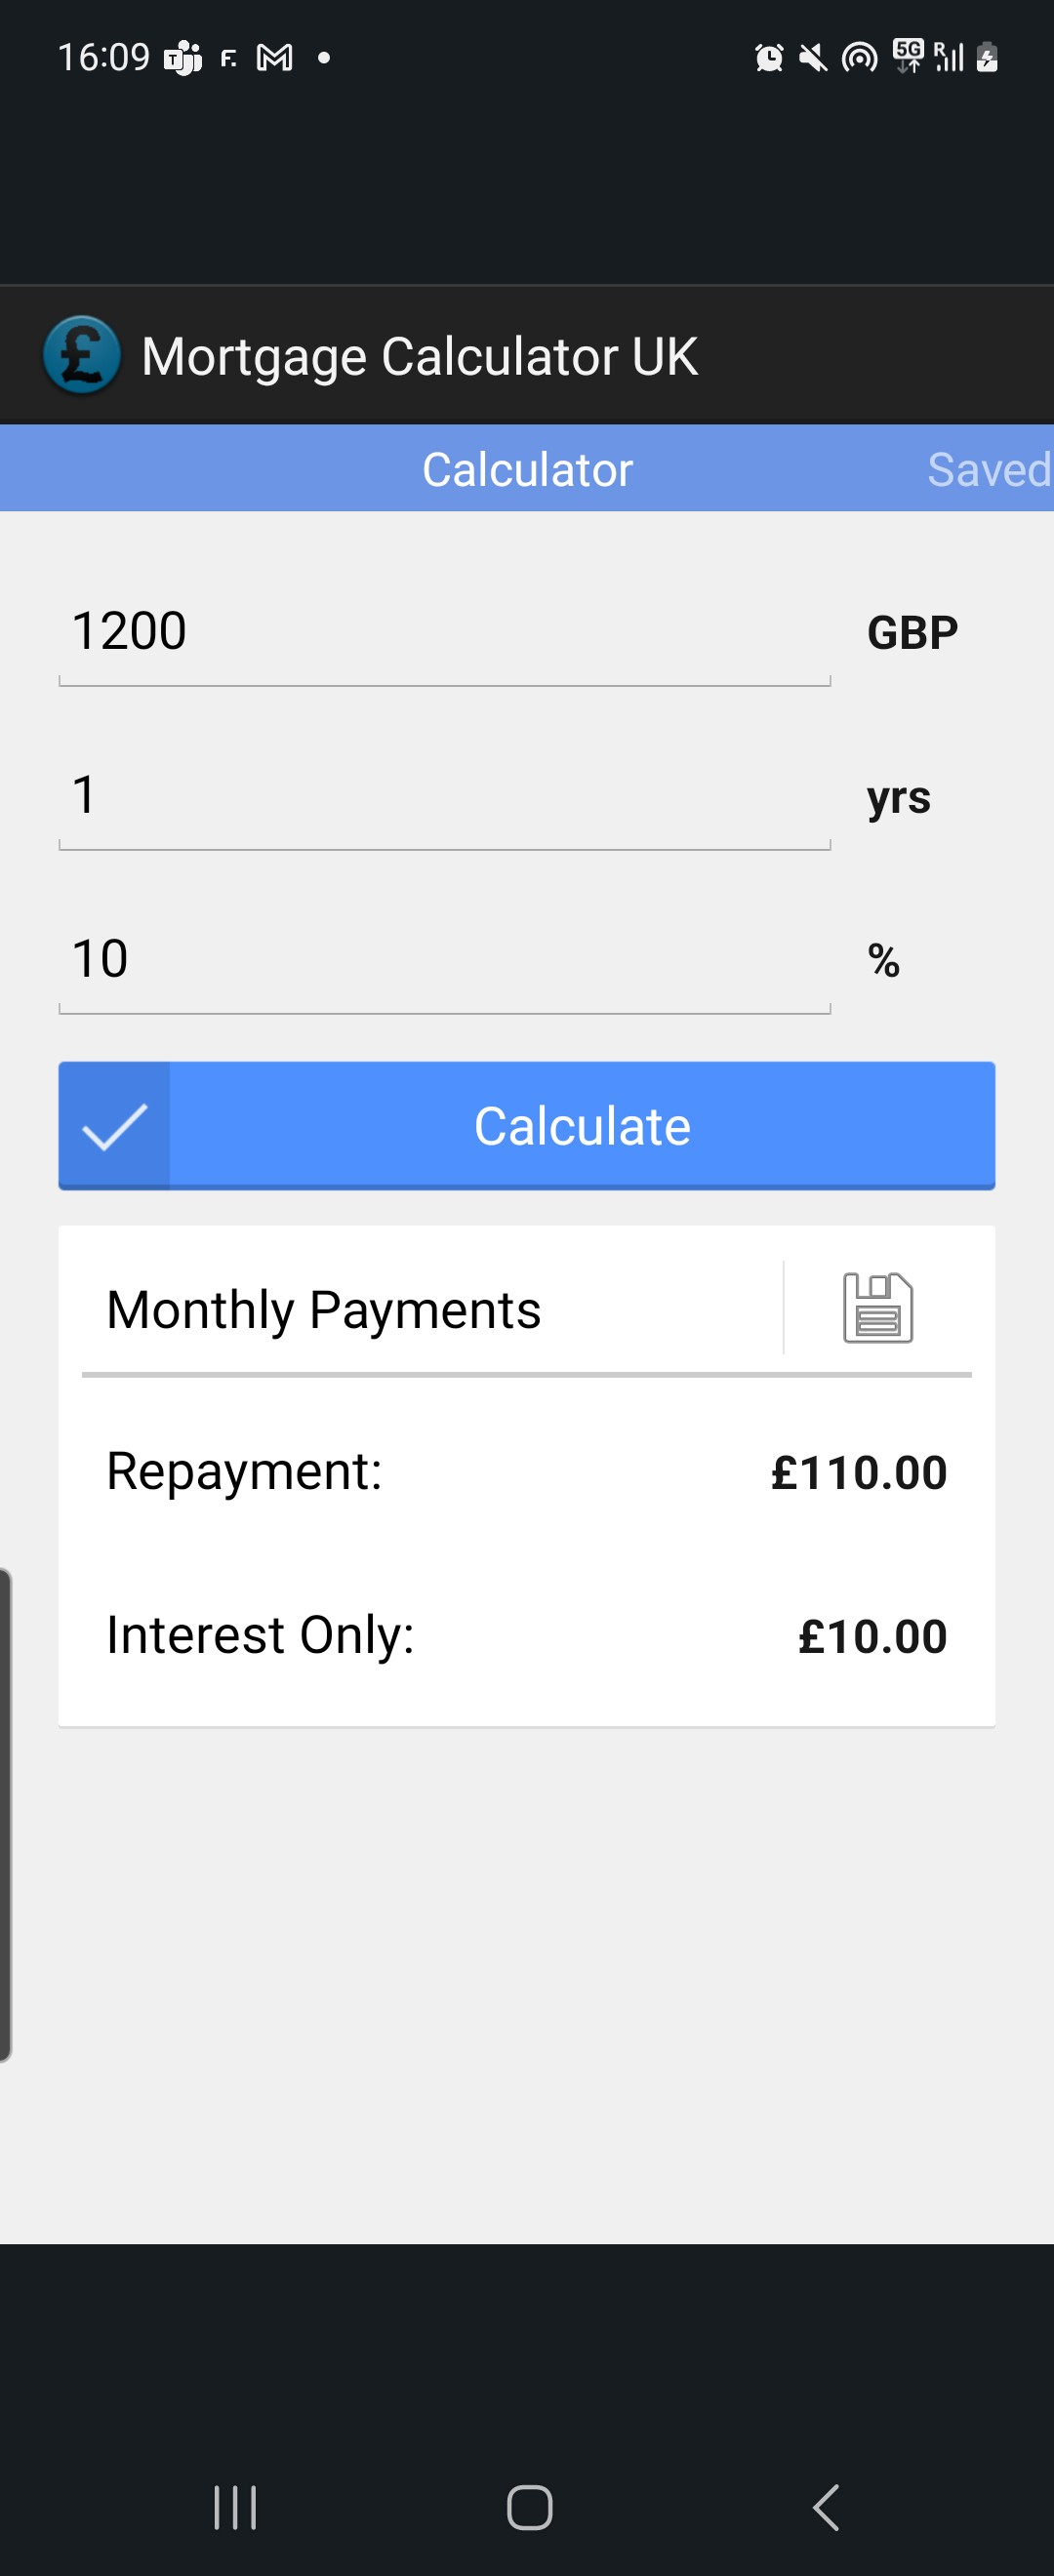 16:09
5G
R
£ Mortgage Calculator UK
Calculator Saved
1200 GBP
1 yrs
10 %
Calculate
Monthly Payments
Repayment: £110.00
Interest Only: £10.00